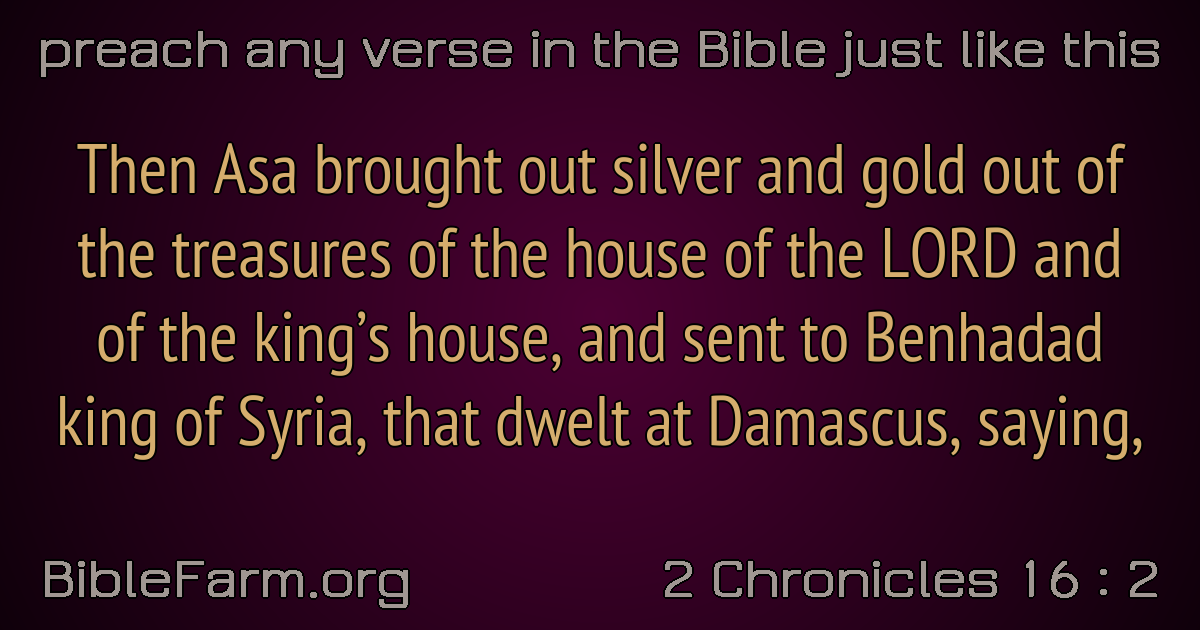 preach any verse in the Bible just like this
Then Asa brought out silver and gold out of
the treasures of the house of the LORD and
of the king’s house, and sent to Benhadad
king of Syria, that dwelt at Damascus, saying,
BibleFarm.org
2 Chronicles 16 : 2